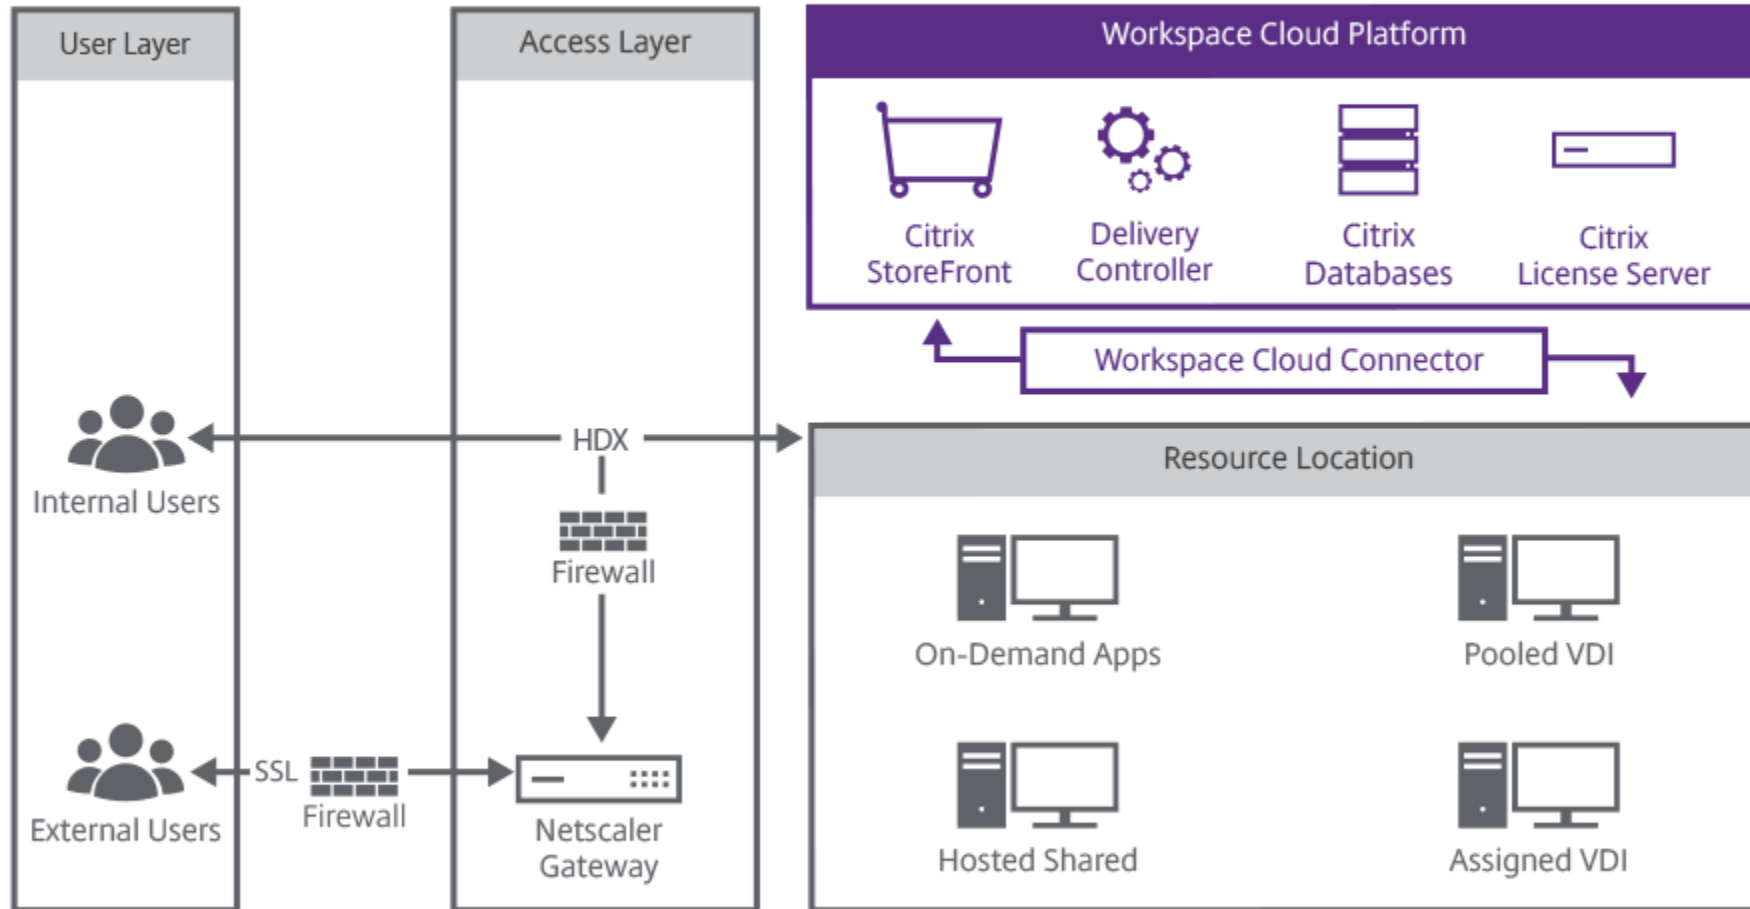 User Layer
Access Layer
Workspace Cloud Platform
Citrix
StoreFront
Delivery
Controller
Citrix
Databases
Citrix
License Server
Workspace Cloud Connector
HDX
Internal Users
Firewall
Resource Location
On-Demand Apps
Pooled VDI
SSL
Firewall
External Users
Netscaler
Gateway
Hosted Shared
Assigned VDI